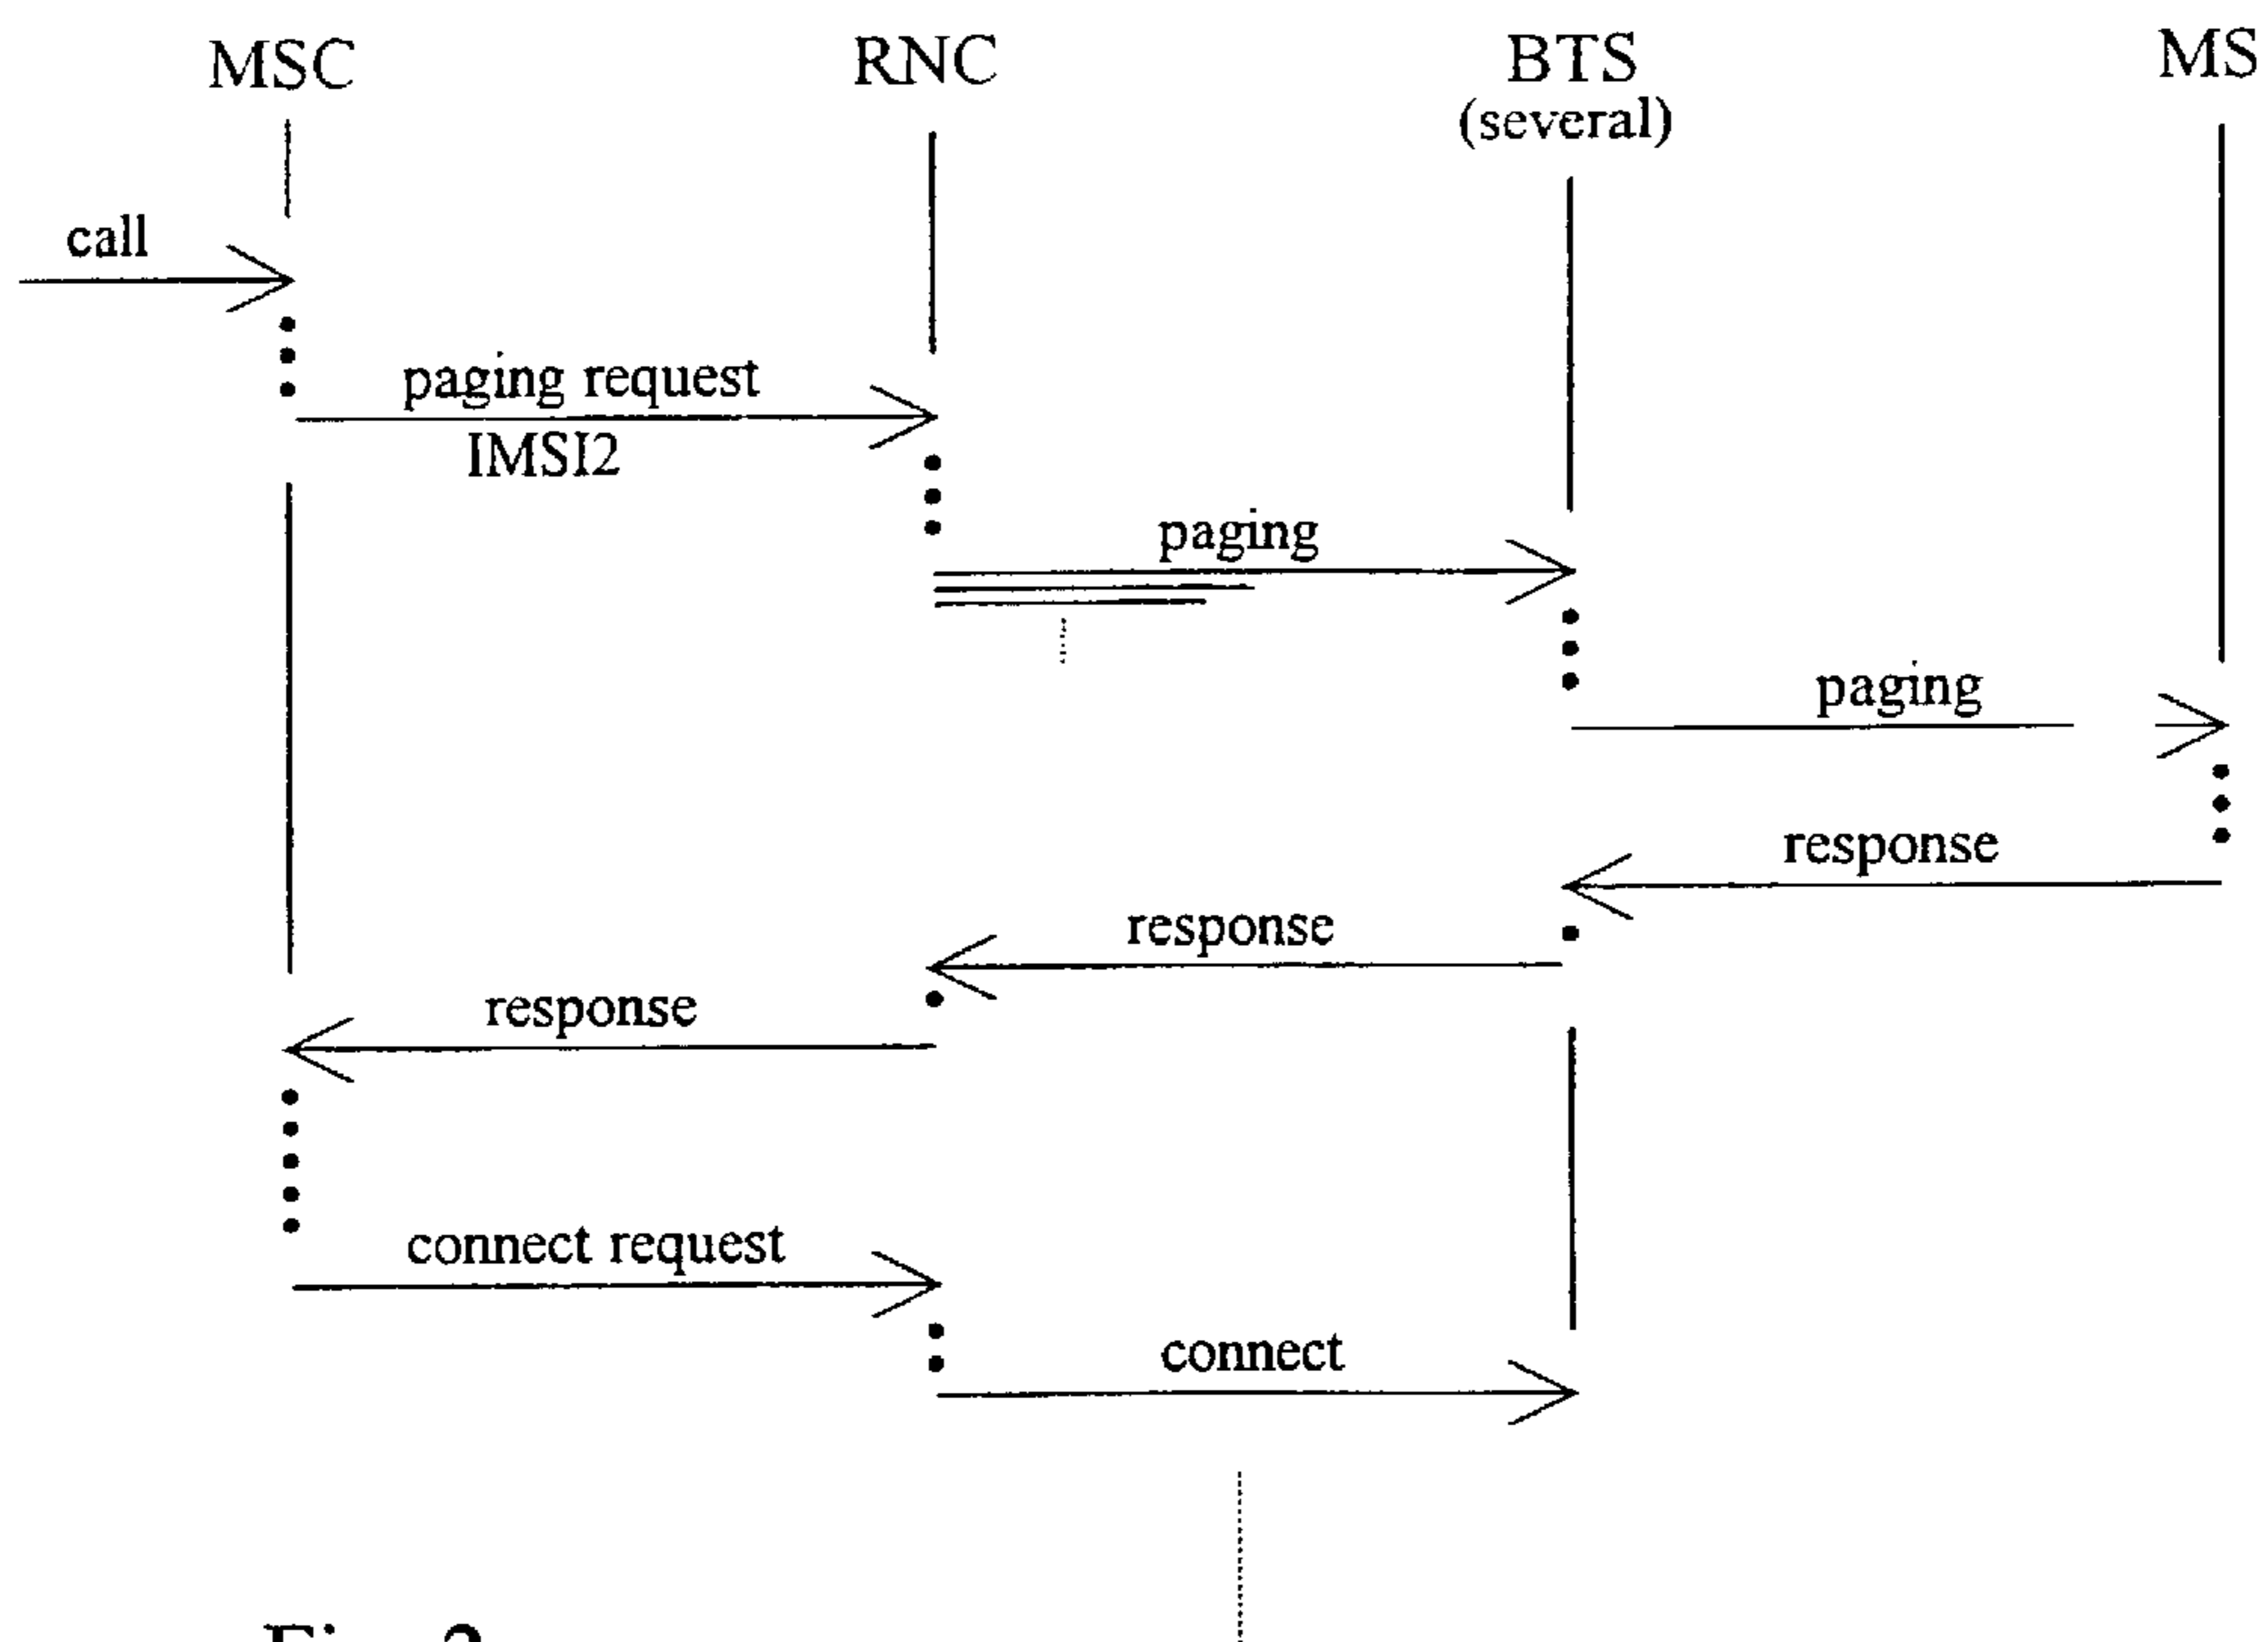 MSC RNC BTS MS
(several)
call
paging request
IMSI2
paging
paging
response
response
response
connect request
connect